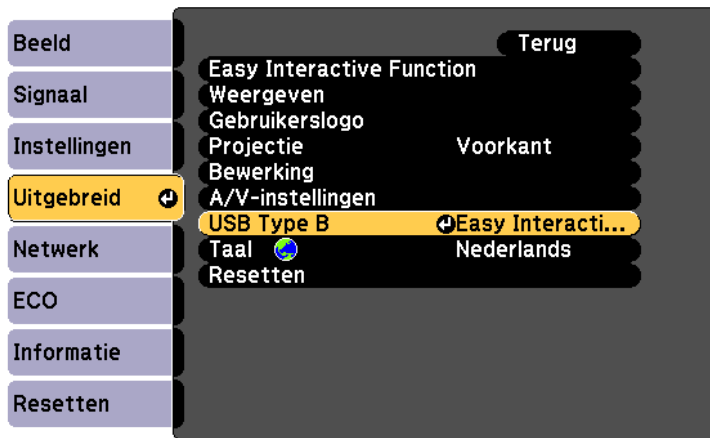 Beeld
Signaal
Instellingen
Uitgebreid
Netwerk
ECO
Informatie
Resetten
Terug
Easy Interactive Function
Weergeven
Gebruikerslogo
Projectie Voorkant
Bewerking
A/V-instellingen
USB Type B Easy Interacti...
Taal Nederlands
Resetten